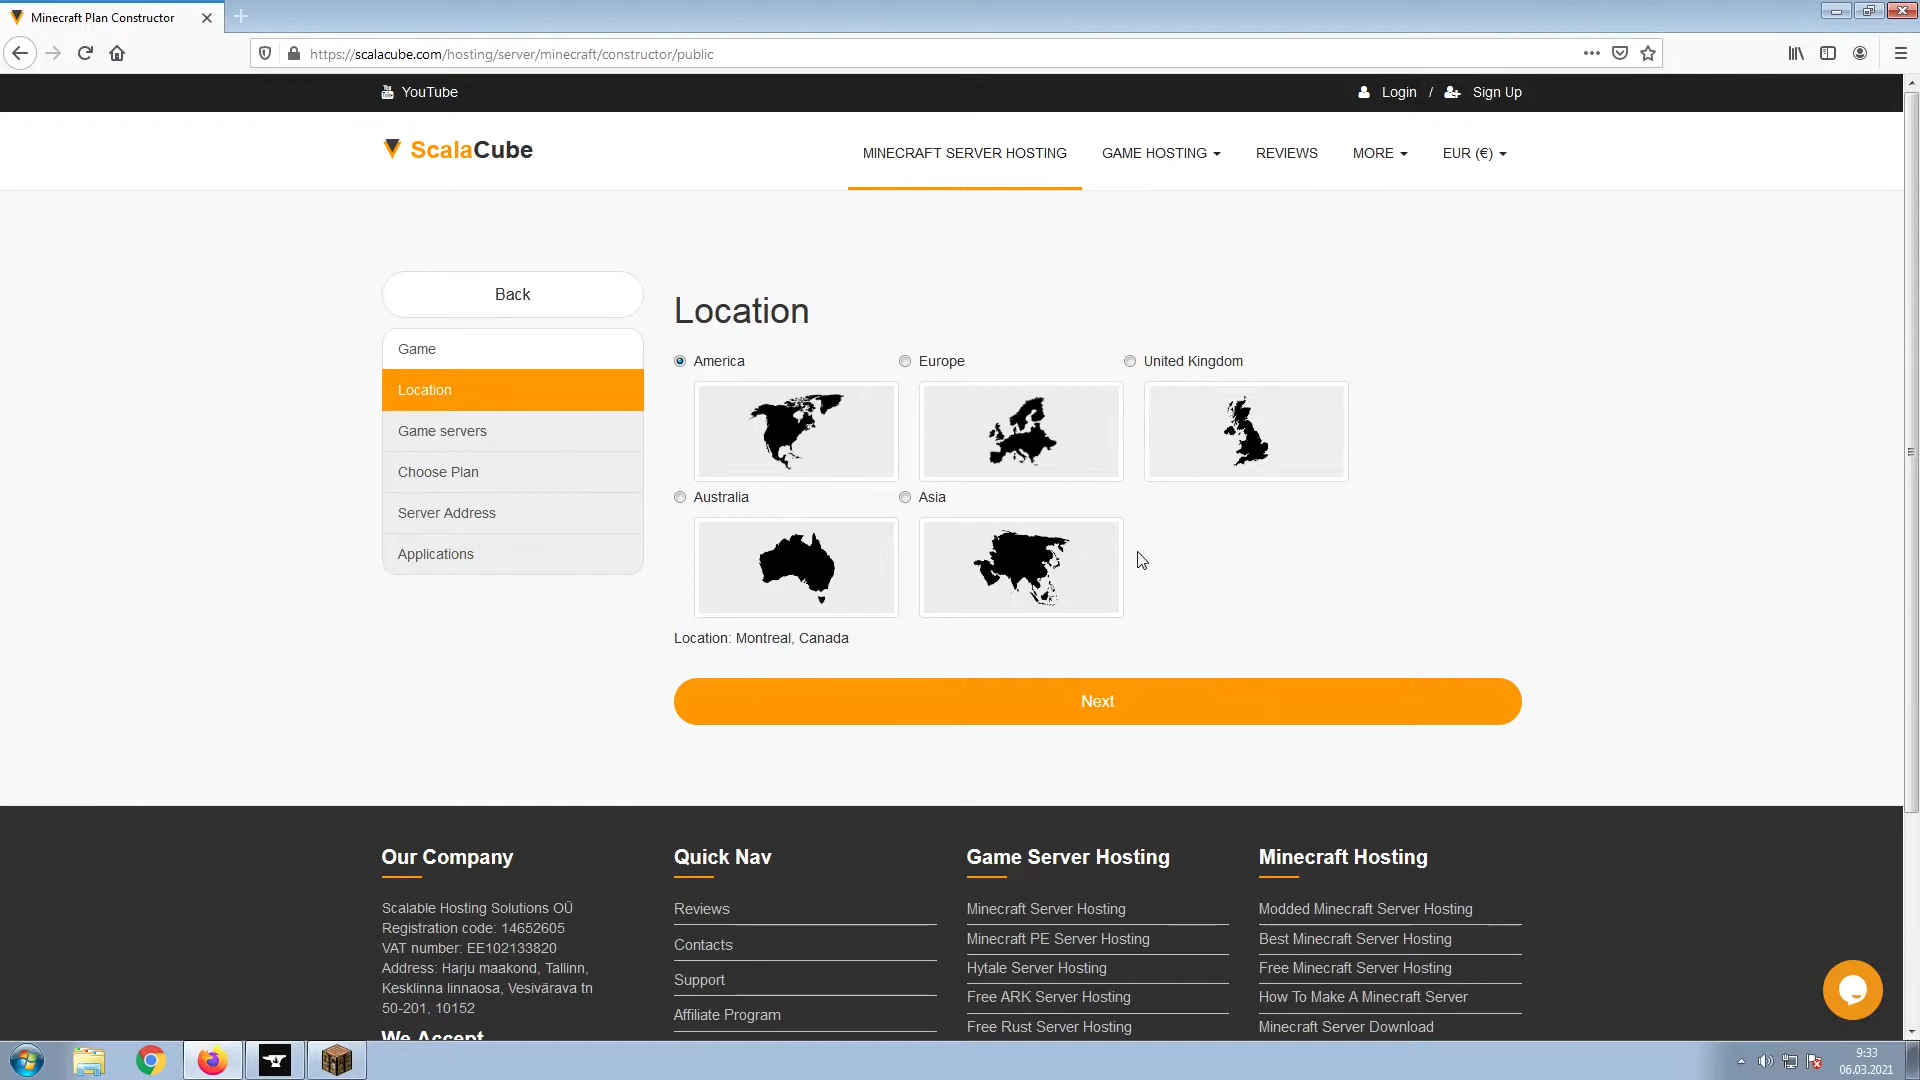 Minecraft Plan Constructor
https://scalacube.com/hosting/server/minecraft/constructor/public
YouTube
Login / Sign Up
ScalaCube
MINECRAFT SERVER HOSTING
GAME HOSTING
REVIEWS
MORE
EUR (€)
Back
Game
Location
Game servers
Choose Plan
Server Address
Applications
Location
America
Europe
United Kingdom
Australia
Asia
Location: Montreal, Canada
Next
Our Company
Scalable Hosting Solutions OÜ
Registration code: 14652605
VAT number: EE102133820
Address: Harju maakond, Tallinn,
Kesklinna linnaosa, Vesivärava tn
50-201, 10152
We Accept
Quick Nav
Reviews
Contacts
Support
Affiliate Program
Game Server Hosting
Minecraft Server Hosting
Minecraft PE Server Hosting
Hytale Server Hosting
Free ARK Server Hosting
Free Rust Server Hosting
Minecraft Hosting
Modded Minecraft Server Hosting
Best Minecraft Server Hosting
Free Minecraft Server Hosting
How To Make A Minecraft Server
Minecraft Server Download
9:33
06.03.2021